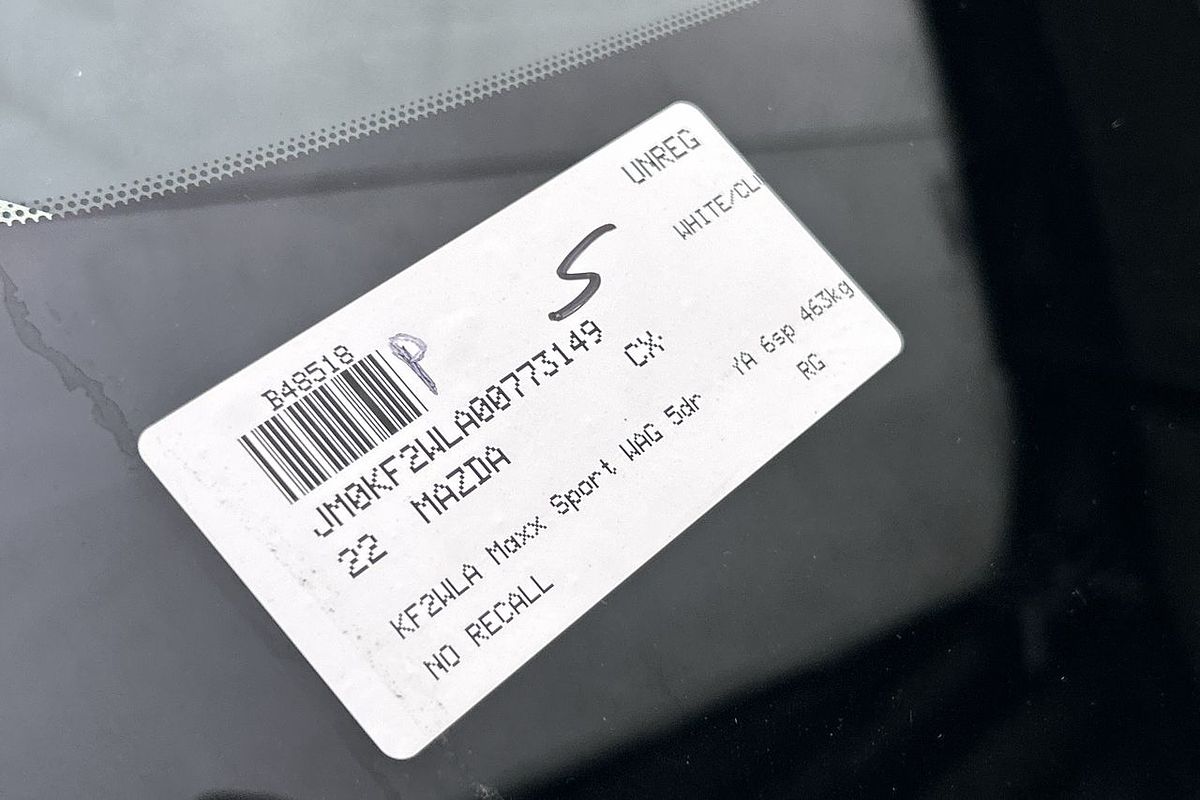 UNREG
B48518 P S WHITE/CL
JM0KF2WLA00773149
22 MAZDA CX
KF2WLA Maxx Sport WAG 5dr YA 6sp 463kg
NO RECALL RG